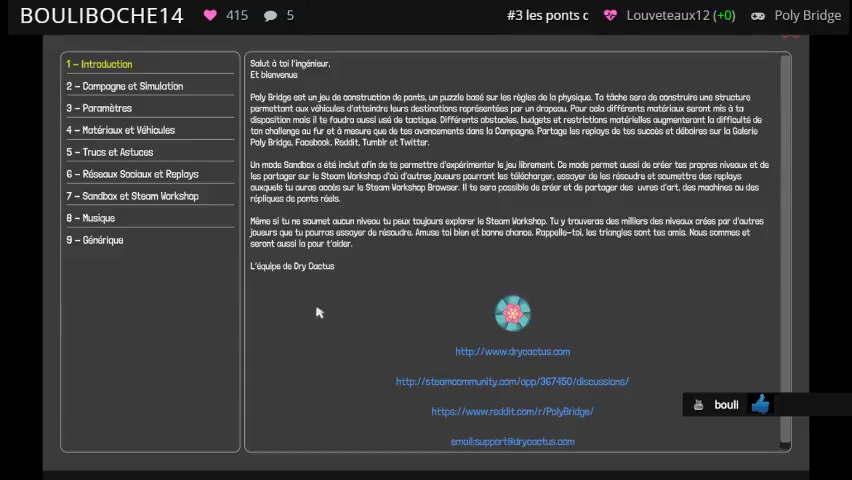 BOULIBOCHE14 415 5 #3 les ponts c Louveteaux12 (+0) Poly Bridge
1 - Introduction
2 - Campagne et Simulation
3 - Paramètres
4 - Matériaux et Véhicules
5 - Trucs et Astuces
6 - Réseaux Sociaux et Replays
7 - Sandbox et Steam Workshop
8 - Musique
9 - Générique
Salut à toi l'ingénieur,
Et bienvenue
Poly Bridge est un jeu de construction de ponts, un puzzle basé sur les règles de la physique. Ta tâche sera de construire une structure
permettant aux véhicules d'atteindre leurs destinations représentées par un drapeau. Pour cela différents matériaux seront mis à ta
disposition mais il te faudra aussi usé de tactique. Différents obstacles, budgets et restrictions matérielles augmenteront la difficulté de
ton challenge au fur et à mesure que de tes avancements dans la Campagne. Partage les replays de tes succès et déboires sur la Galerie
Poly Bridge, Facebook, Reddit, Tumblr et Twitter.
Un mode Sandbox a été inclut afin de te permettre d'expérimenter le jeu librement. Ce mode permet aussi de créer tes propres niveaux et de
les partager sur le Steam Workshop d'où d'autres joueurs pourront les télécharger, essayer de les résoudre et soumettre des replays
auxquels tu auras accès sur le Steam Workshop Browser. Il te sera possible de créer et de partager des uvres d'art, des machines ou des
répliques de ponts réels.
Même si tu ne soumet aucun niveau tu peux toujours explorer le Steam Workshop. Tu y trouveras des milliers des niveaux crées par d'autres
joueurs que tu pourras essayer de résoudre. Amuse toi bien et bonne chance. Rappelle-toi, les triangles sont tes amis. Nous sommes et
seront aussi la pour t'aider.
L'équipe de Dry Cactus
http://www.drycactus.com
http://steamcommunity.com/app/367450/discussions/
https://www.reddit.com/r/PolyBridge/
email:support@drycactus.com
bouli